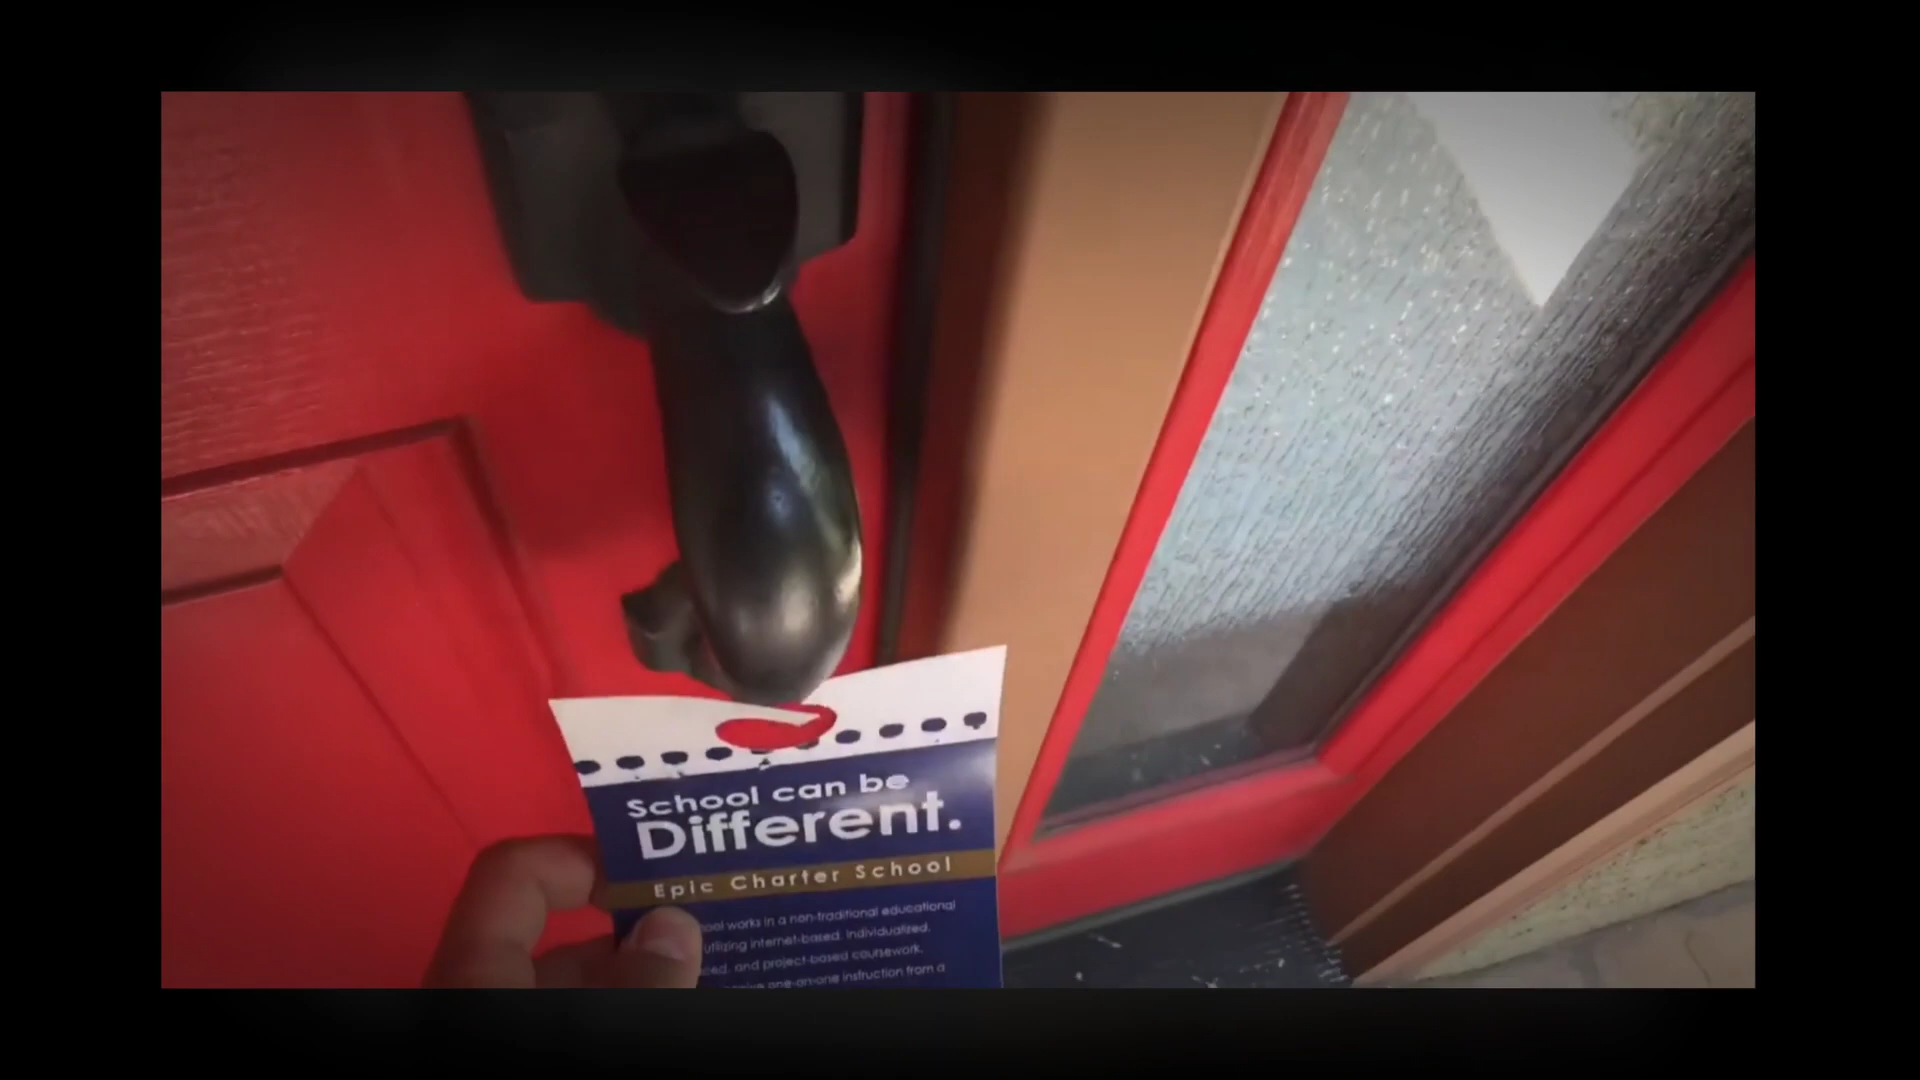 School can be
Different.
Epic Charter School
works in a non-traditional educational
utilizing internet-based, individualized,
and project-based coursework.
one-on-one instruction from a